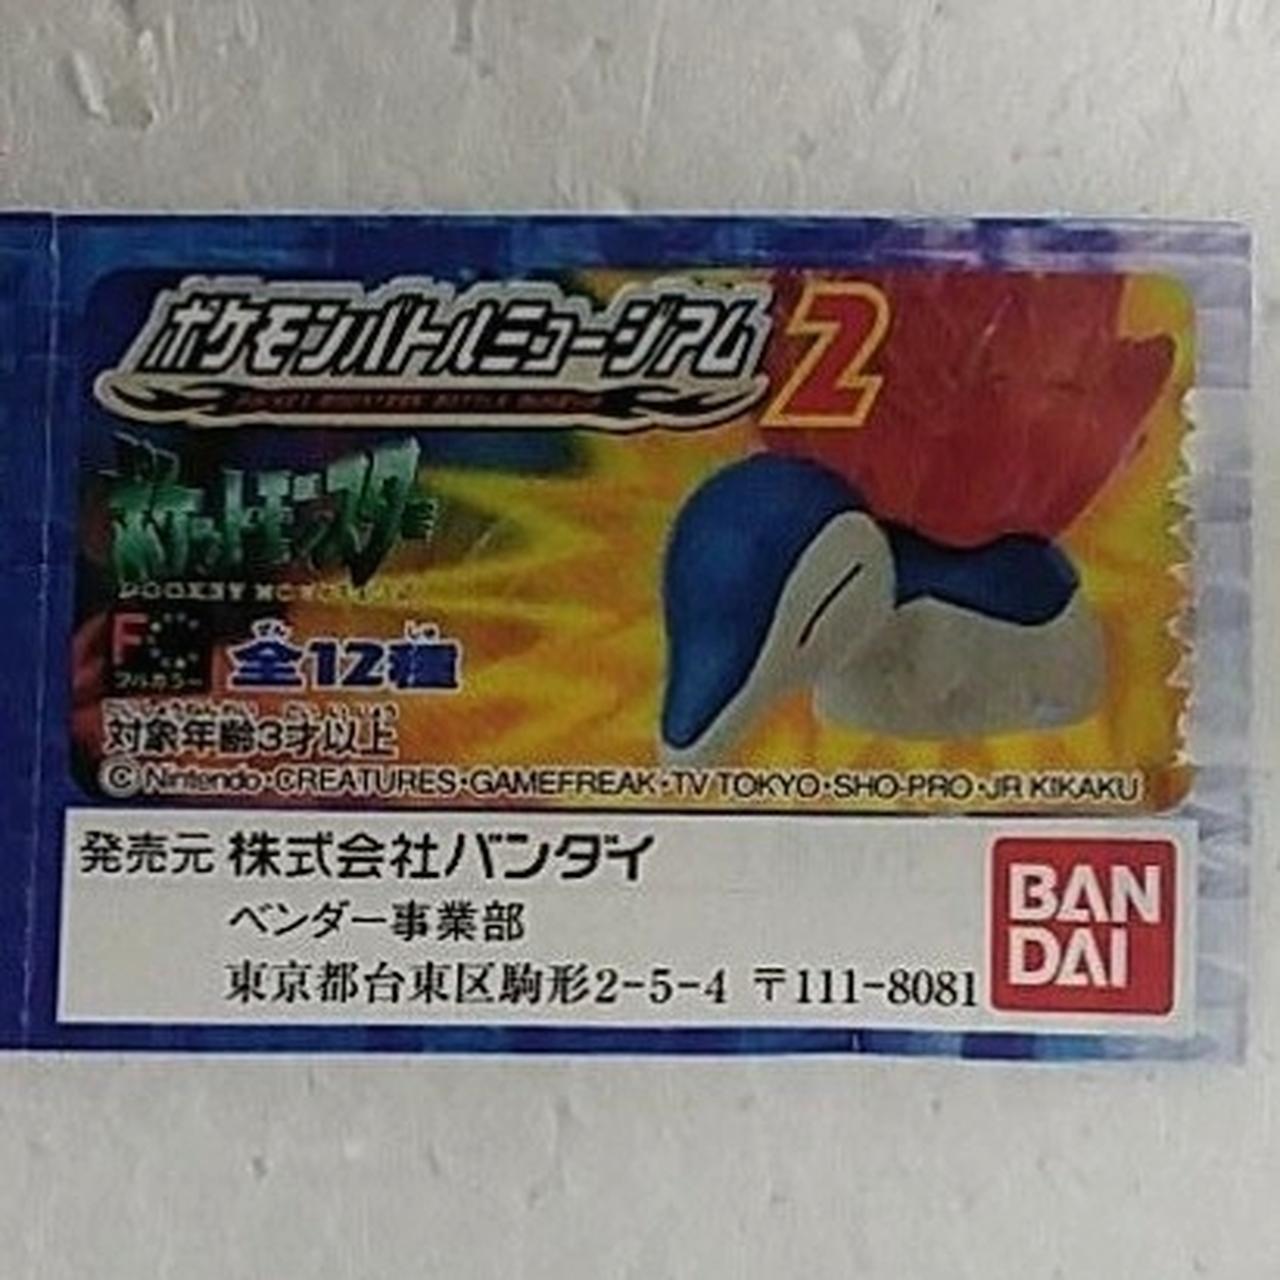 ポケモンバトルミュージアム2
ポケットモンスター
F
フルカラー
ぜん しゅ
全12種
対象年齢3才以上
© Nintendo・CREATURES・GAMEFREAK・TV TOKYO・SHO-PRO・JR KIKAKU
発売元 株式会社バンダイ
ベンダー事業部
東京都台東区駒形2-5-4 〒111-8081
BAN
DAI